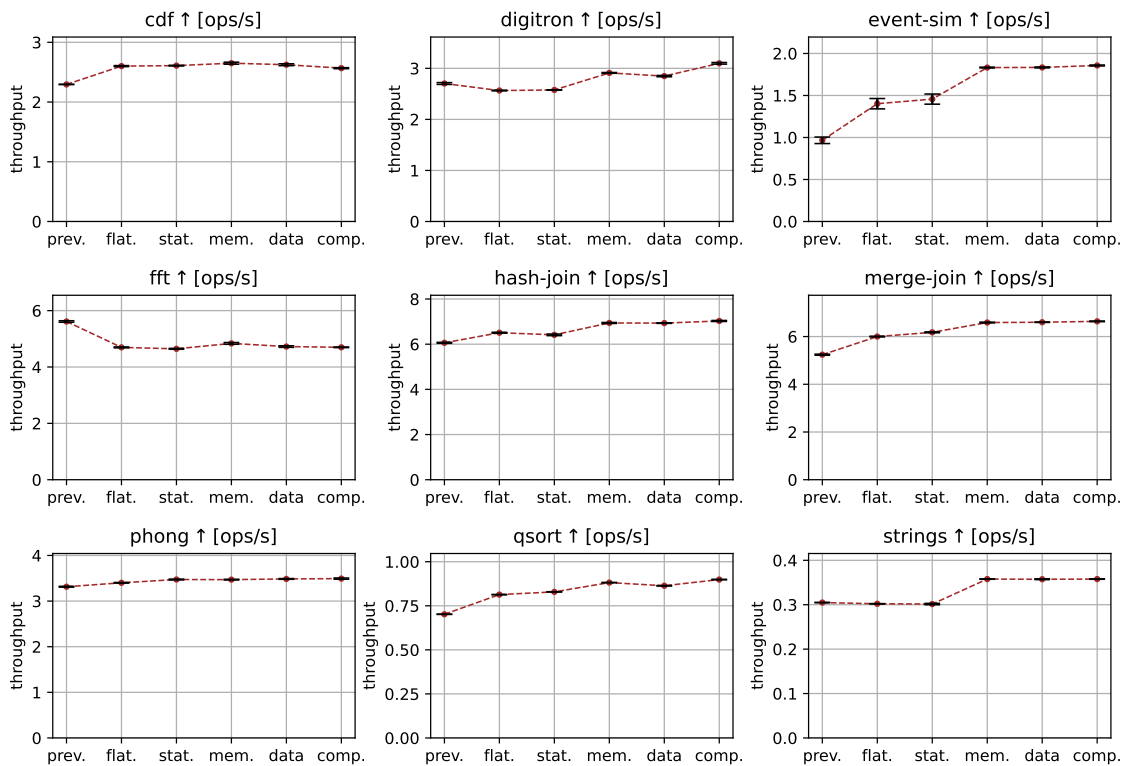 cdf ↑ [ops/s]
throughput
3
2
1
0
prev. flat. stat. mem. data comp.
digitron ↑ [ops/s]
throughput
3
2
1
0
prev. flat. stat. mem. data comp.
event-sim ↑ [ops/s]
throughput
2.0
1.5
1.0
0.5
0.0
prev. flat. stat. mem. data comp.
fft ↑ [ops/s]
throughput
6
4
2
0
prev. flat. stat. mem. data comp.
hash-join ↑ [ops/s]
throughput
8
6
4
2
0
prev. flat. stat. mem. data comp.
merge-join ↑ [ops/s]
throughput
6
4
2
0
prev. flat. stat. mem. data comp.
phong ↑ [ops/s]
throughput
4
3
2
1
0
prev. flat. stat. mem. data comp.
qsort ↑ [ops/s]
throughput
1.00
0.75
0.50
0.25
0.00
prev. flat. stat. mem. data comp.
strings ↑ [ops/s]
throughput
0.4
0.3
0.2
0.1
0.0
prev. flat. stat. mem. data comp.